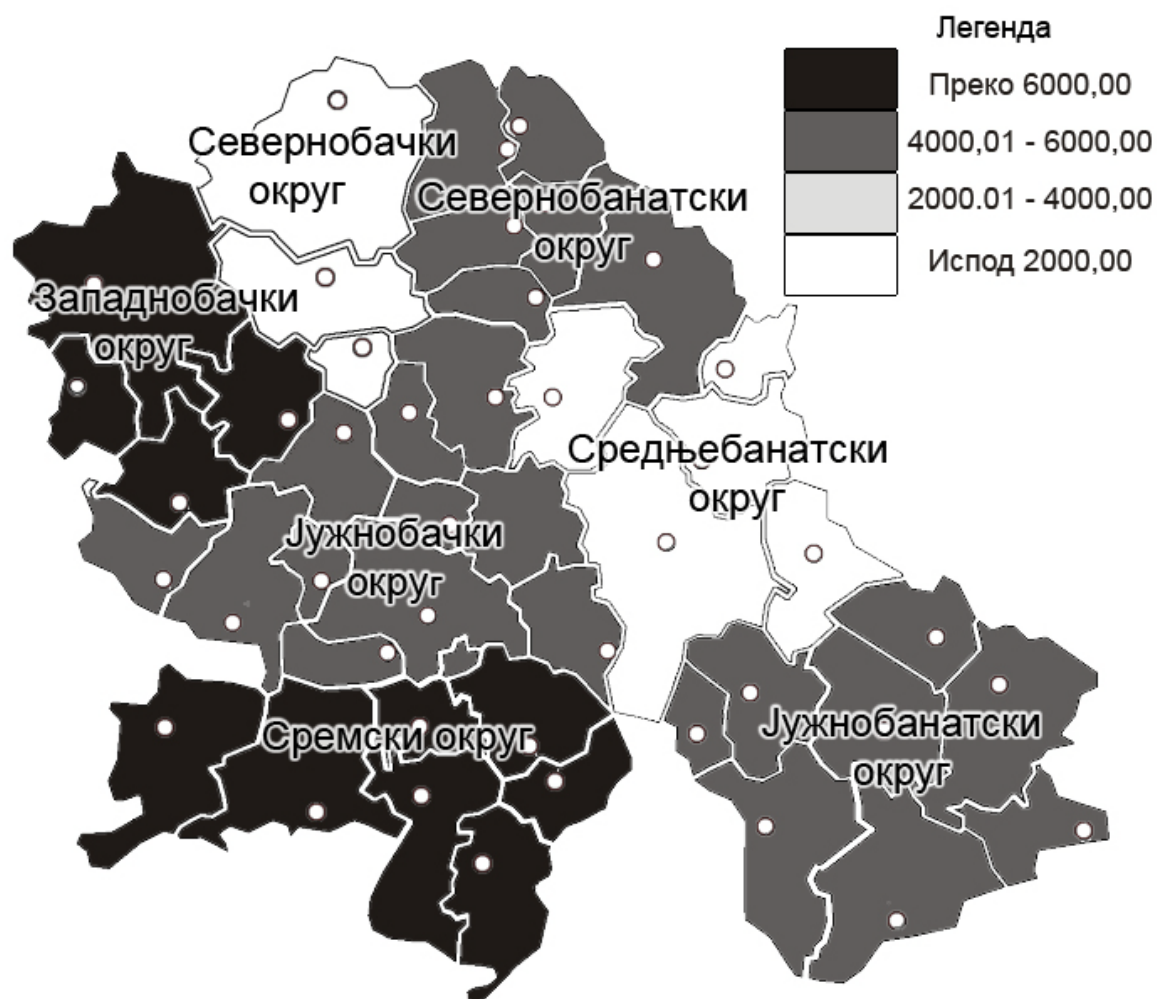 Легенда
Преко 6000,00
4000,01 - 6000,00
2000.01 - 4000,00
Испод 2000,00
Севернобачки
округ
Севернобанатски
округ
Западнобачки
округ
Средњебанатски
округ
Јужнобачки
округ
Сремски округ
Јужнобанатски
округ